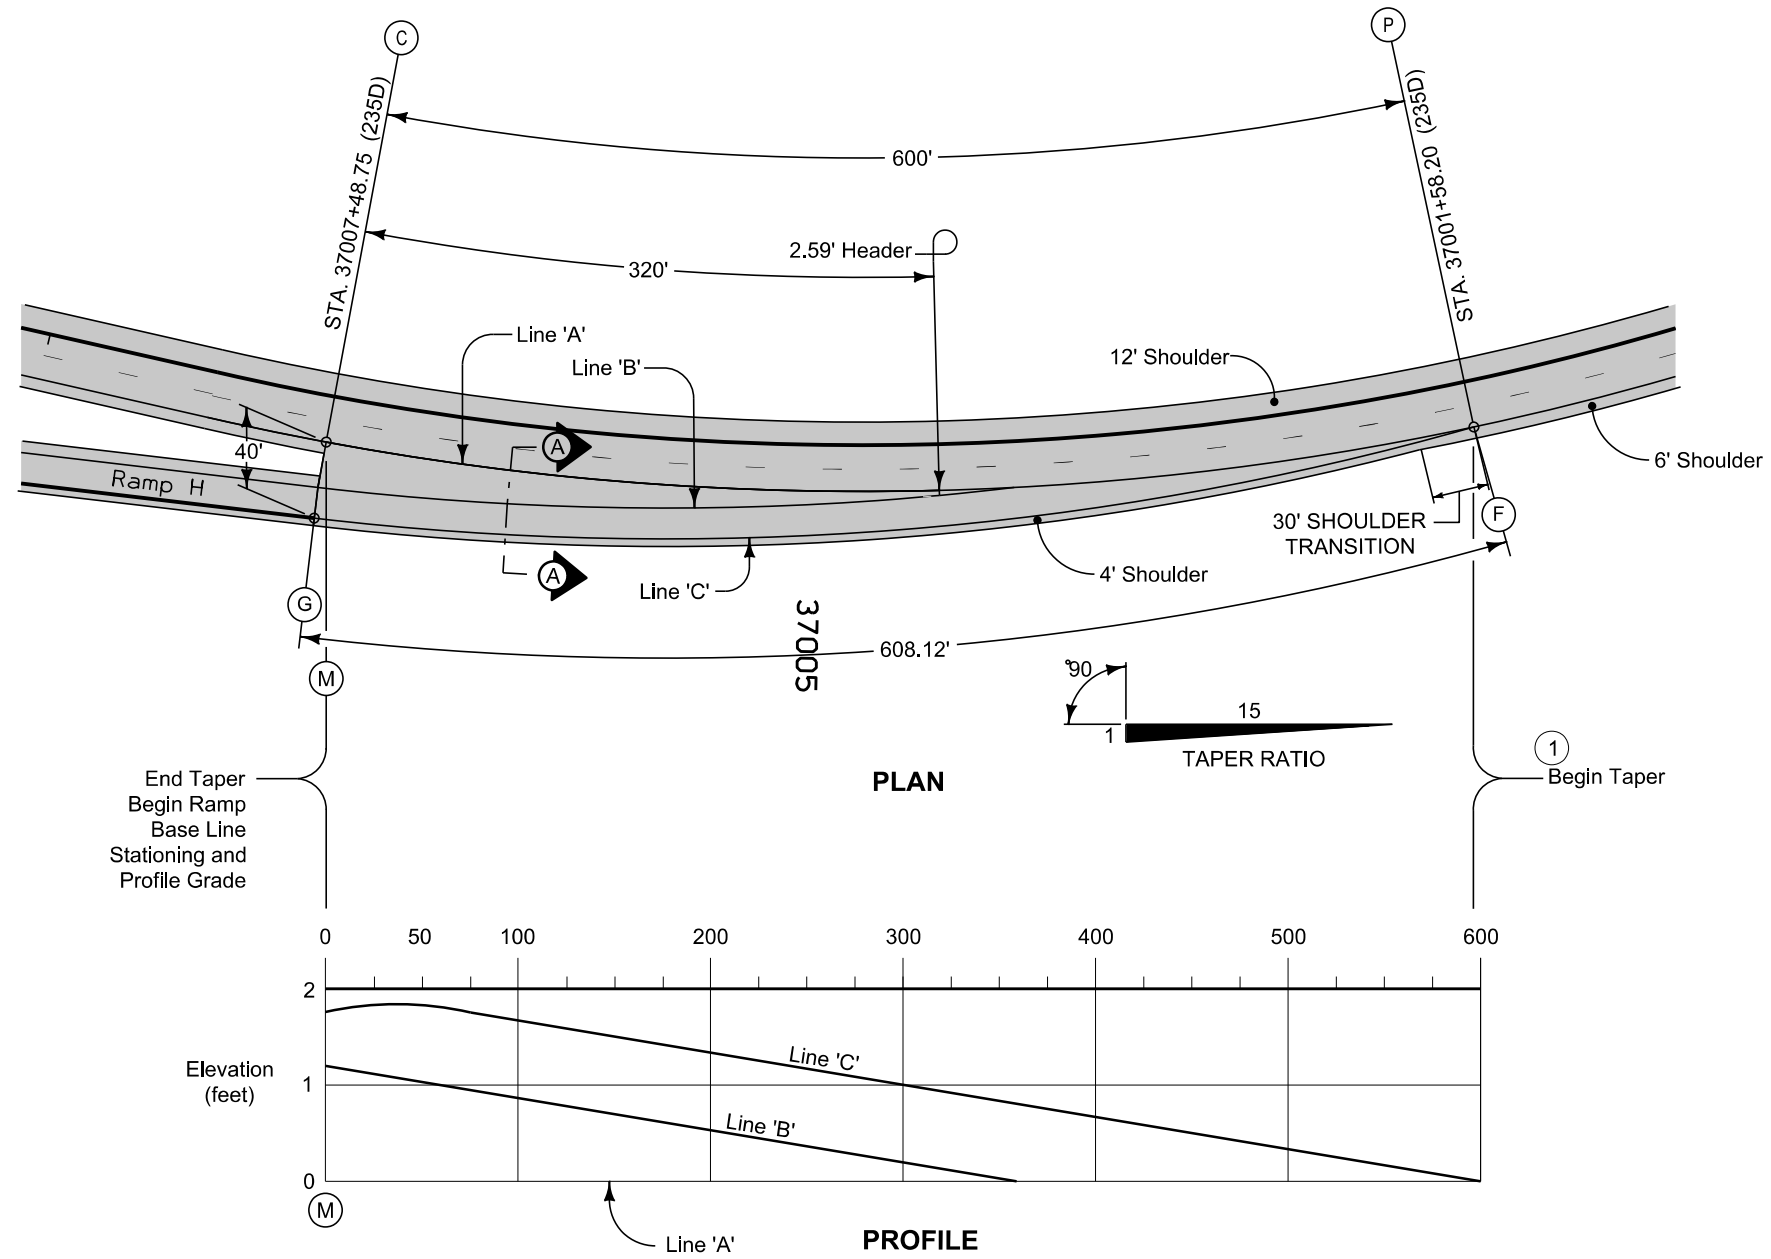 C
P
STA. 37007+48.75 (235D)
STA. 37001+58.20 (235D)
600'
2.59' Header
320'
Line 'A'
Line 'B'
12' Shoulder
40'
A
Ramp H
6' Shoulder
30' SHOULDER
TRANSITION
F
A
4' Shoulder
Line 'C'
G
37005
608.12'
M
°90
15
1
TAPER RATIO
PLAN
1
Begin Taper
End Taper
Begin Ramp
Base Line
Stationing and
Profile Grade
0 50 100 200 300 400 500 600
2
Line 'C'
Elevation
(feet)
1
Line 'B'
0
M
Line 'A'
PROFILE